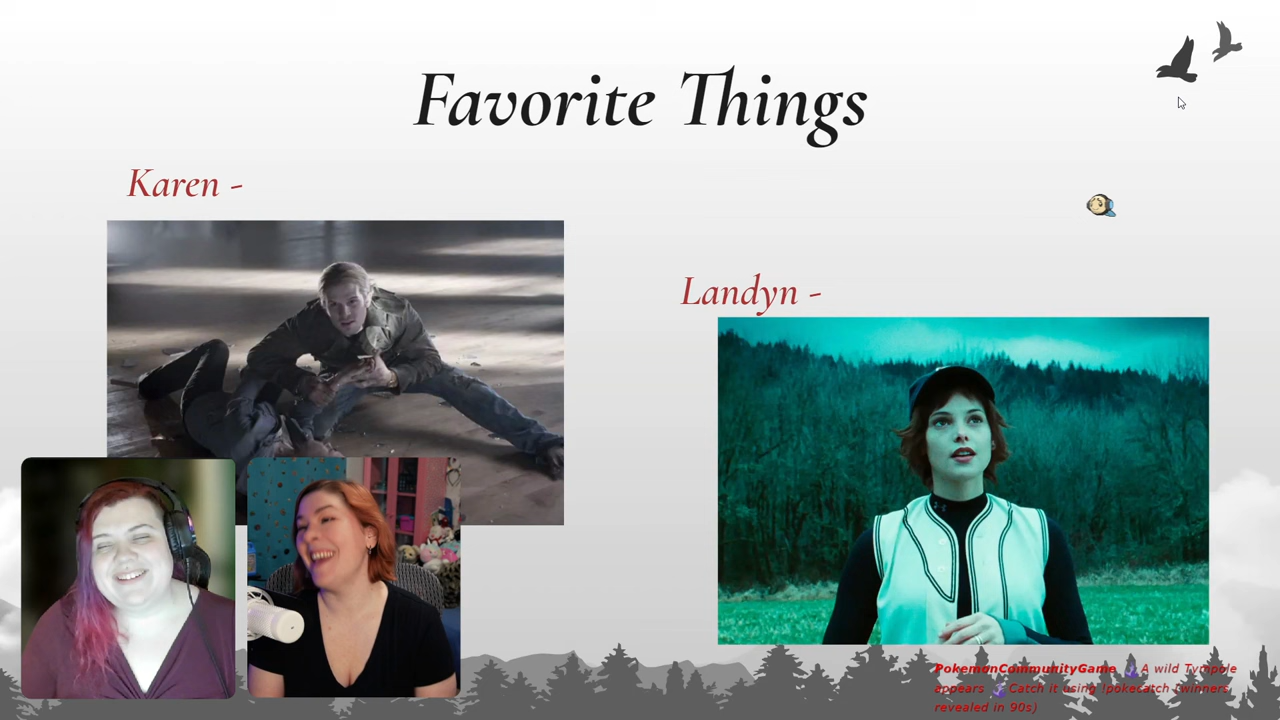 Favorite Things
Karen -
Landyn -
PokemonCommunityGame A wild Tympole
appears Catch it using !pokecatch (winners
revealed in 90s)